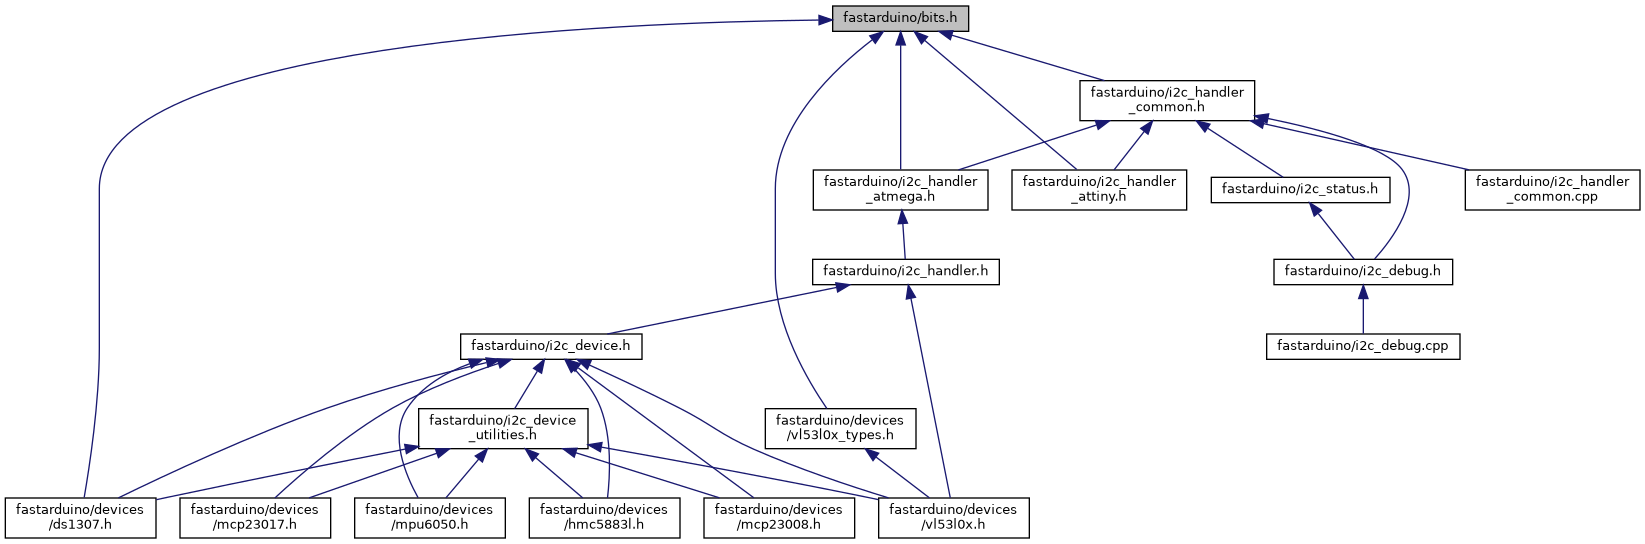 fastarduino/bits.h
fastarduino/i2c_handler
_common.h
fastarduino/i2c_handler
_atmega.h
fastarduino/i2c_handler
_attiny.h
fastarduino/i2c_status.h
fastarduino/i2c_handler
_common.cpp
fastarduino/i2c_handler.h
fastarduino/i2c_debug.h
fastarduino/i2c_device.h
fastarduino/i2c_debug.cpp
fastarduino/i2c_device
_utilities.h
fastarduino/devices
/vl53l0x_types.h
fastarduino/devices
/ds1307.h
fastarduino/devices
/mcp23017.h
fastarduino/devices
/mpu6050.h
fastarduino/devices
/hmc5883l.h
fastarduino/devices
/mcp23008.h
fastarduino/devices
/vl53l0x.h